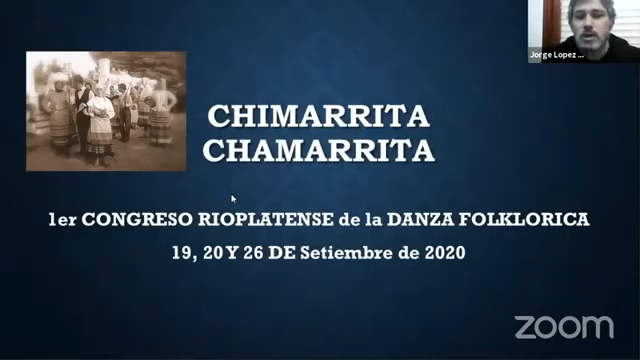 Jorge Lopez ...
CHIMARRITA
CHAMARRITA
1er CONGRESO RIOPLATENSE de la DANZA FOLKLORICA
19, 20 Y 26 DE Setiembre de 2020
zoom